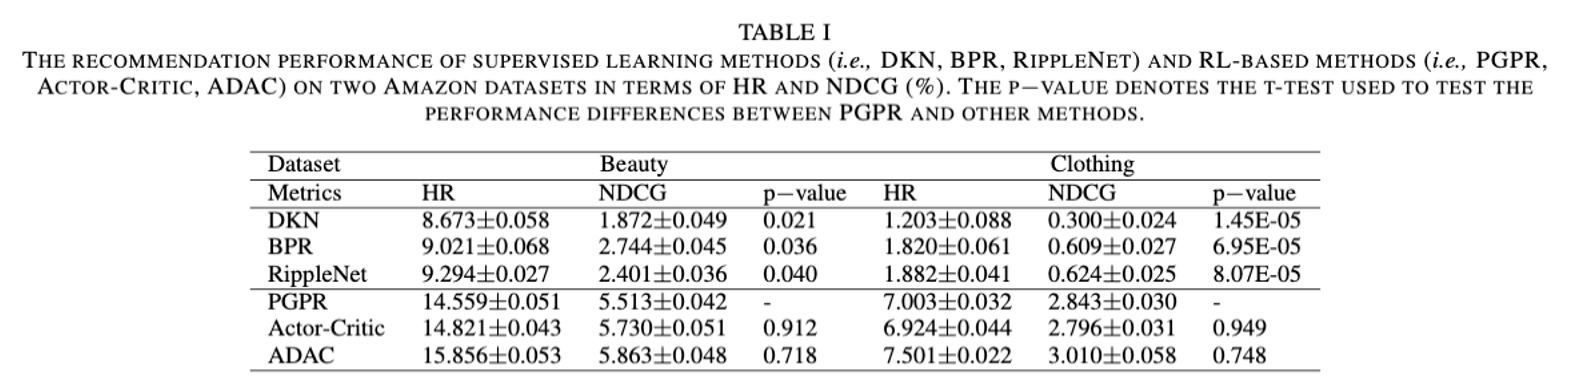 TABLE I
THE RECOMMENDATION PERFORMANCE OF SUPERVISED LEARNING METHODS (i.e., DKN, BPR, RIPPLENET) AND RL-BASED METHODS (i.e., PGPR,
ACTOR-CRITIC, ADAC) ON TWO AMAZON DATASETS IN TERMS OF HR AND NDCG (%). THE P−VALUE DENOTES THE T-TEST USED TO TEST THE
PERFORMANCE DIFFERENCES BETWEEN PGPR AND OTHER METHODS.
Dataset Beauty Clothing
Metrics HR NDCG p−value HR NDCG p−value
DKN 8.673±0.058 1.872±0.049 0.021 1.203±0.088 0.300±0.024 1.45E-05
BPR 9.021±0.068 2.744±0.045 0.036 1.820±0.061 0.609±0.027 6.95E-05
RippleNet 9.294±0.027 2.401±0.036 0.040 1.882±0.041 0.624±0.025 8.07E-05
PGPR 14.559±0.051 5.513±0.042 - 7.003±0.032 2.843±0.030 -
Actor-Critic 14.821±0.043 5.730±0.051 0.912 6.924±0.044 2.796±0.031 0.949
ADAC 15.856±0.053 5.863±0.048 0.718 7.501±0.022 3.010±0.058 0.748